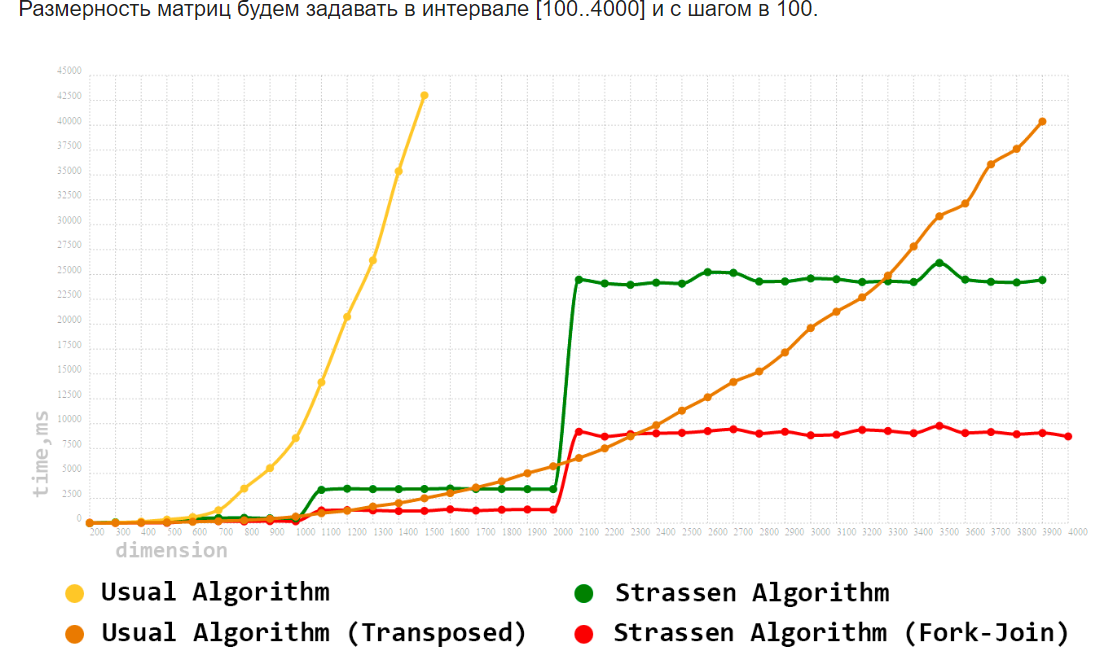 Размерность матриц будем задавать в интервале [100..4000] и с шагом в 100.
45000
42500
40000
37500
35000
32500
30000
27500
25000
22500
20000
17500
15000
12500
10000
7500
5000
2500
0
time,ms
200 300 400 500 600 700 800 900 1000 1100 1200 1300 1400 1500 1600 1700 1800 1900 2000 2100 2200 2300 2400 2500 2600 2700 2800 2900 3000 3100 3200 3300 3400 3500 3600 3700 3800 3900 4000
dimension
Usual Algorithm
Strassen Algorithm
Usual Algorithm (Transposed)
Strassen Algorithm (Fork-Join)